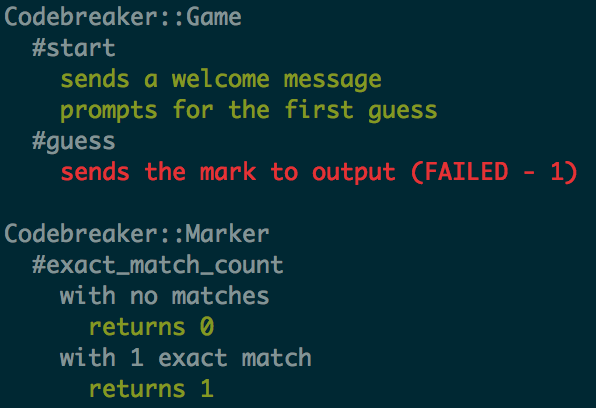 Codebreaker::Game
  #start
    sends a welcome message
    prompts for the first guess
  #guess
    sends the mark to output (FAILED - 1)

Codebreaker::Marker
  #exact_match_count
    with no matches
      returns 0
    with 1 exact match
      returns 1